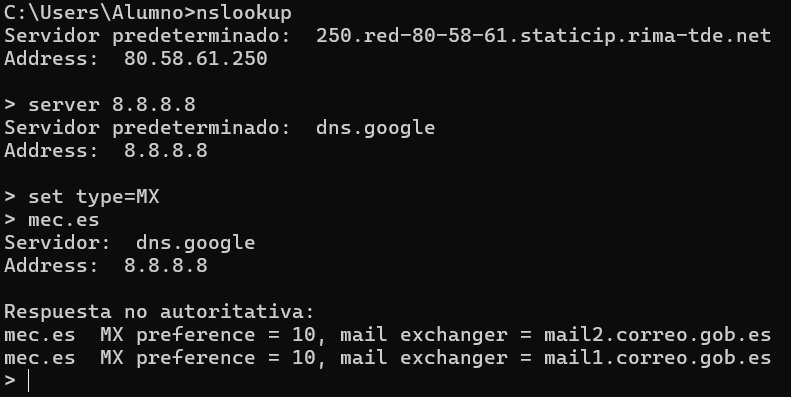 C:\Users\Alumno>nslookup
Servidor predeterminado:  250.red-80-58-61.staticip.rima-tde.net
Address:  80.58.61.250
> server 8.8.8.8
Servidor predeterminado:  dns.google
Address:  8.8.8.8
> set type=MX
> mec.es
Servidor:  dns.google
Address:  8.8.8.8
Respuesta no autoritativa:
mec.es  MX preference = 10, mail exchanger = mail2.correo.gob.es
mec.es  MX preference = 10, mail exchanger = mail1.correo.gob.es
>